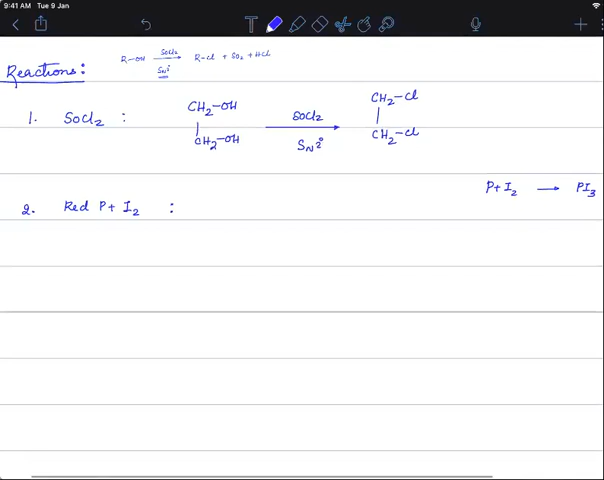 9:41 AM Tue 9 Jan
R-OH SOCl2 → R-Cl + SO2 + HCl
SNi
Reactions:
1. SOCl2 :
CH2-OH
CH2-OH
SOCl2
SNi
CH2-Cl
CH2-Cl
P + I2 → PI3
2. Red P + I2 :